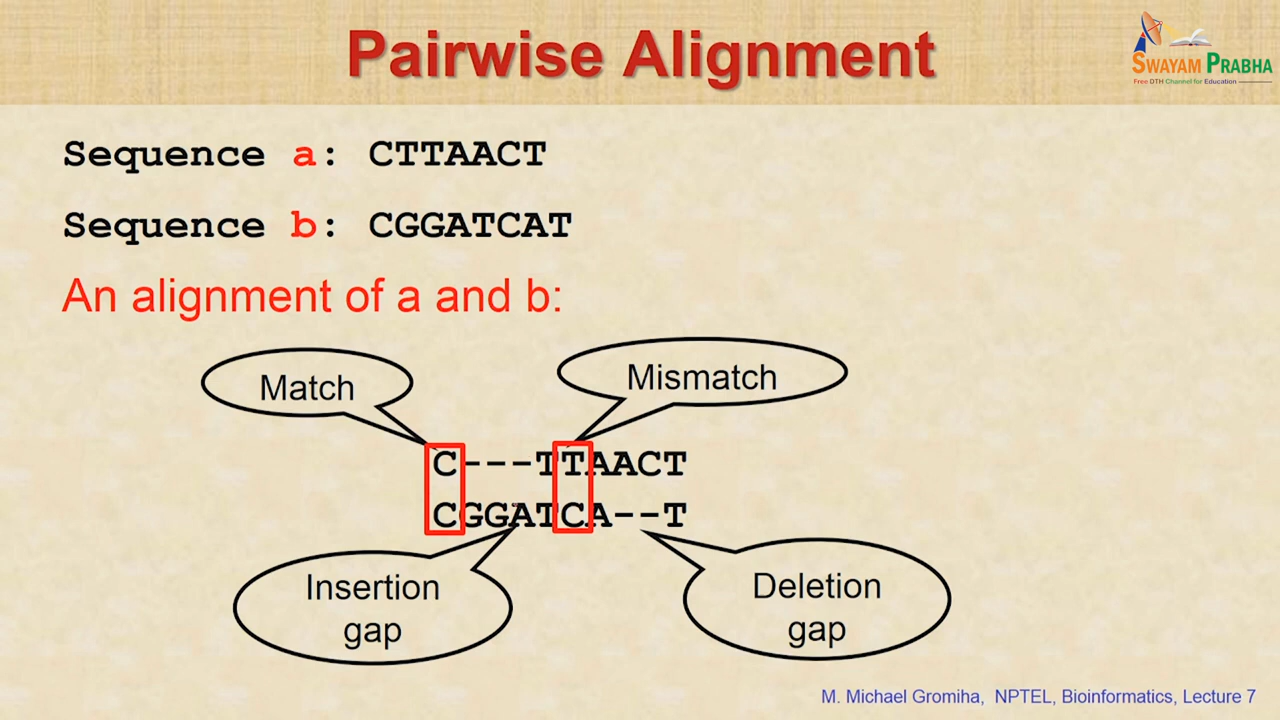 Pairwise Alignment
SWAYAM PRABHA
Free DTH Channel for Education
Sequence a: CTTAACT
Sequence b: CGGATCAT
An alignment of a and b:
Match
Mismatch
C---TTAACT
CGGATCA--T
Insertion
gap
Deletion
gap
M. Michael Gromiha, NPTEL, Bioinformatics, Lecture 7